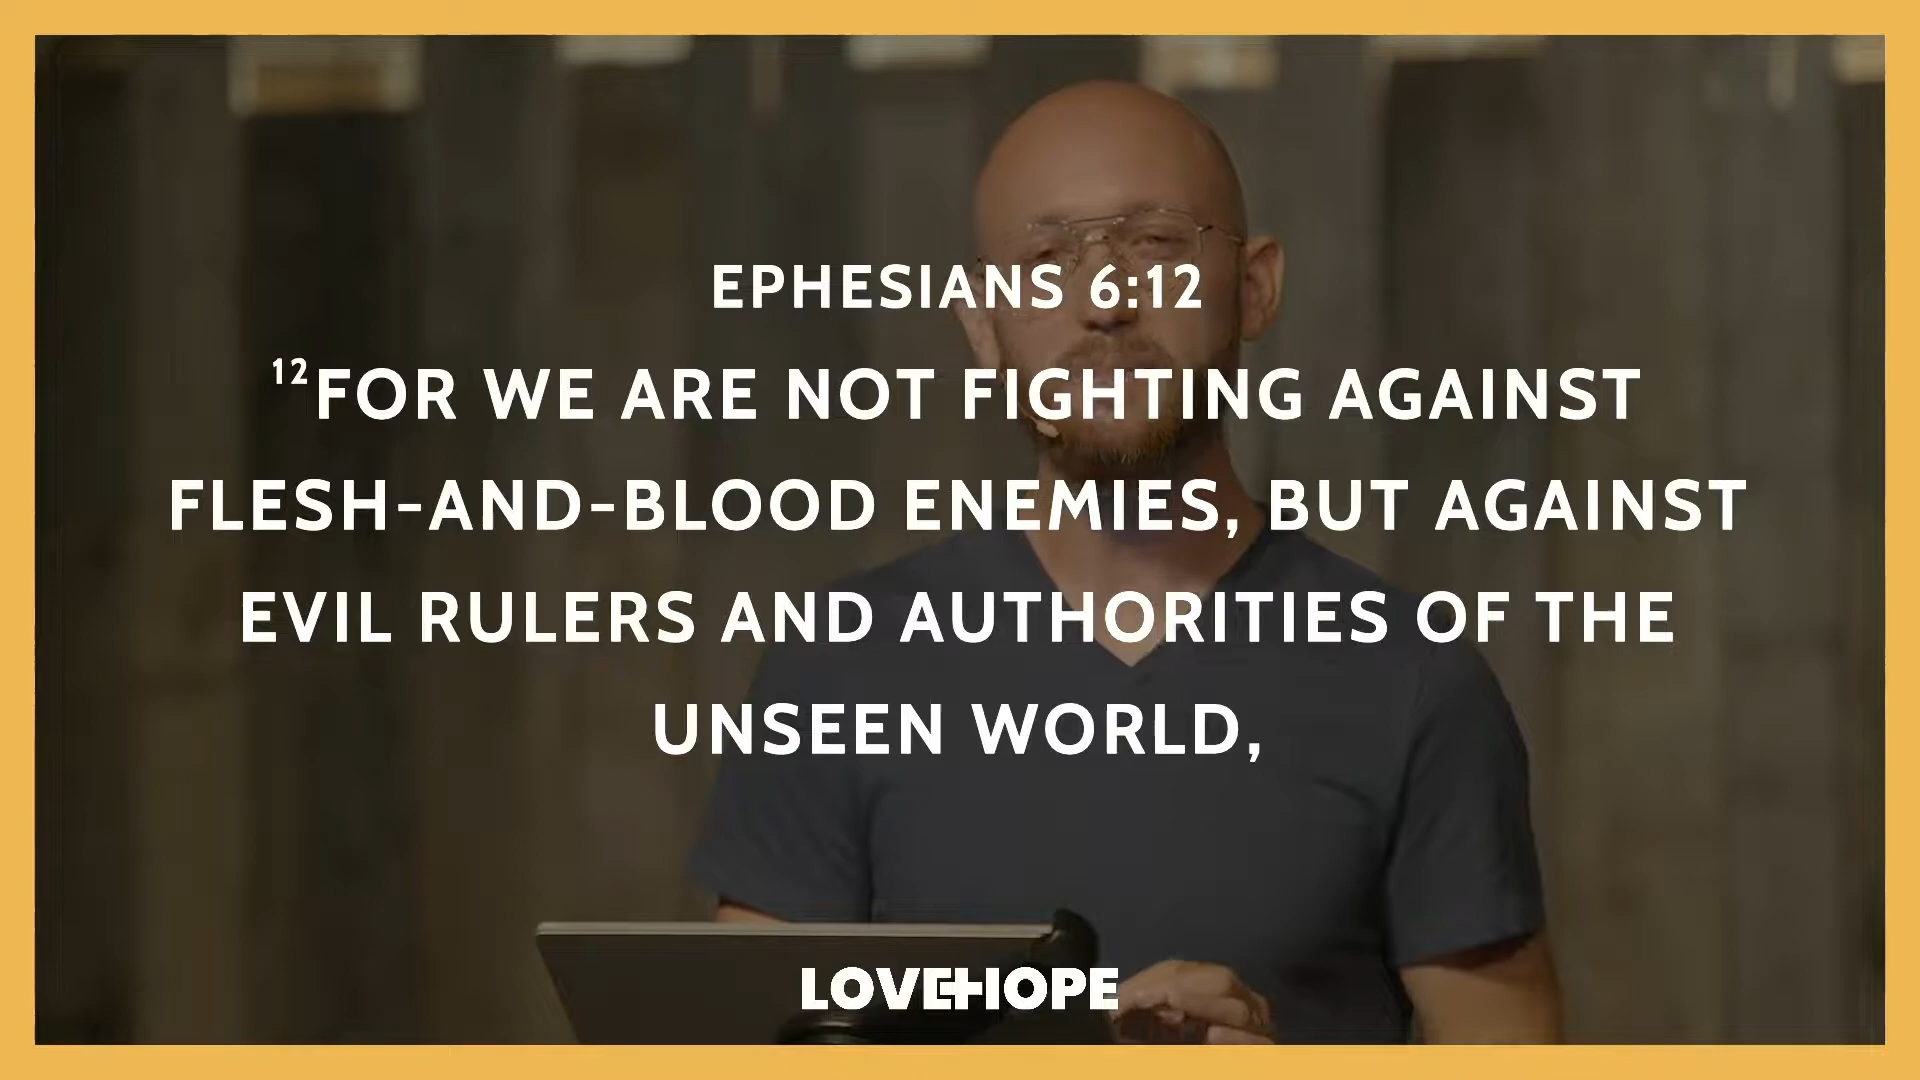 EPHESIANS 6:12
¹²FOR WE ARE NOT FIGHTING AGAINST
FLESH-AND-BLOOD ENEMIES, BUT AGAINST
EVIL RULERS AND AUTHORITIES OF THE
UNSEEN WORLD,
LOVE+HOPE